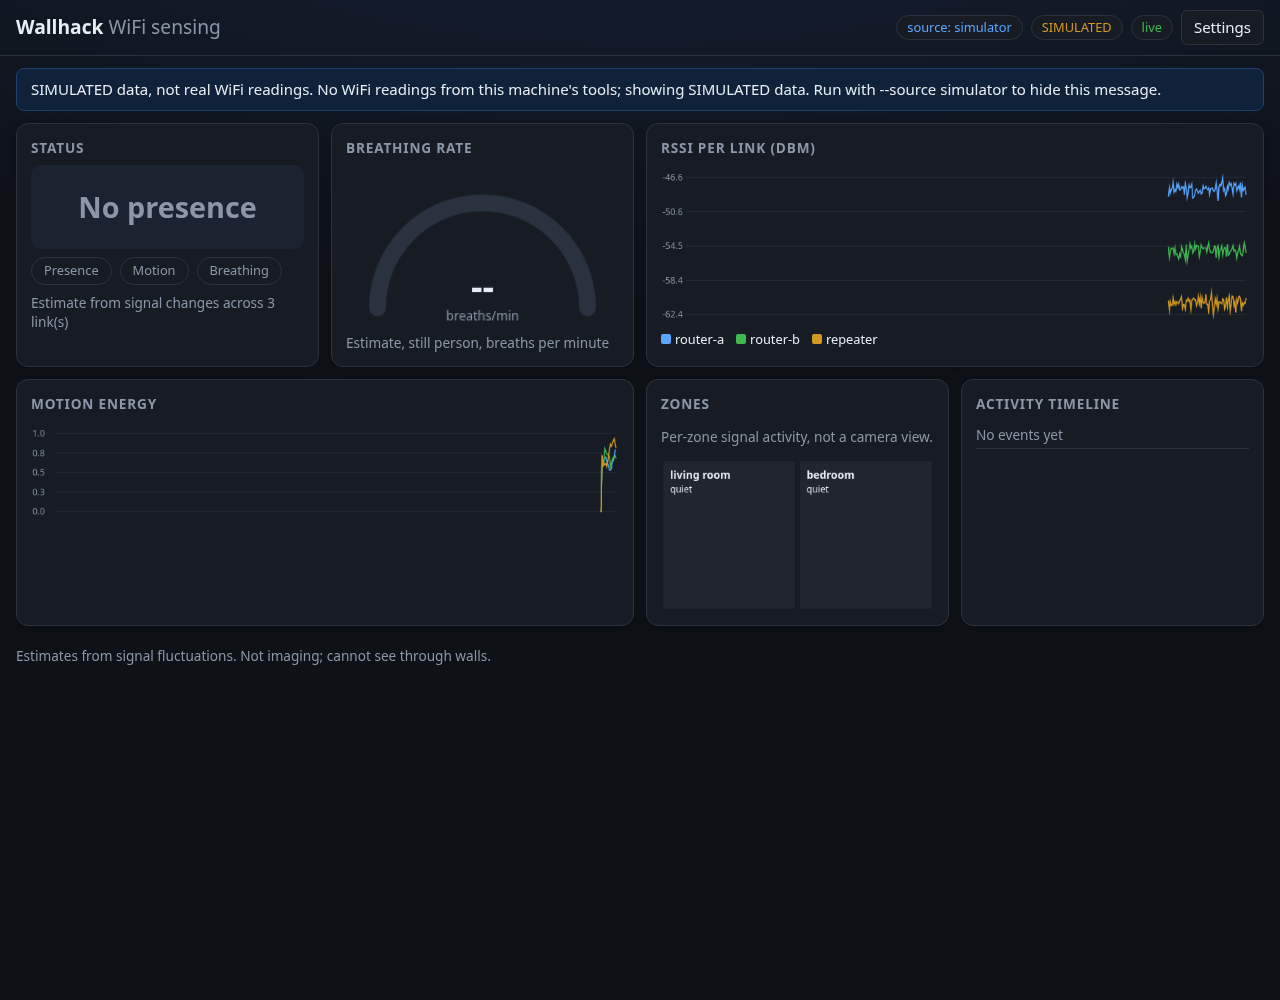 Wallhack WiFi sensing
source: simulator
SIMULATED
live
Settings
SIMULATED data, not real WiFi readings. No WiFi readings from this machine's tools; showing SIMULATED data. Run with --source simulator to hide this message.
STATUS
No presence
Presence
Motion
Breathing
Estimate from signal changes across 3
link(s)
BREATHING RATE
--
breaths/min
Estimate, still person, breaths per minute
RSSI PER LINK (DBM)
-46.6
-50.6
-54.5
-58.4
-62.4
router-a
router-b
repeater
MOTION ENERGY
1.0
0.8
0.5
0.3
0.0
ZONES
Per-zone signal activity, not a camera view.
living room
quiet
bedroom
quiet
ACTIVITY TIMELINE
No events yet
Estimates from signal fluctuations. Not imaging; cannot see through walls.